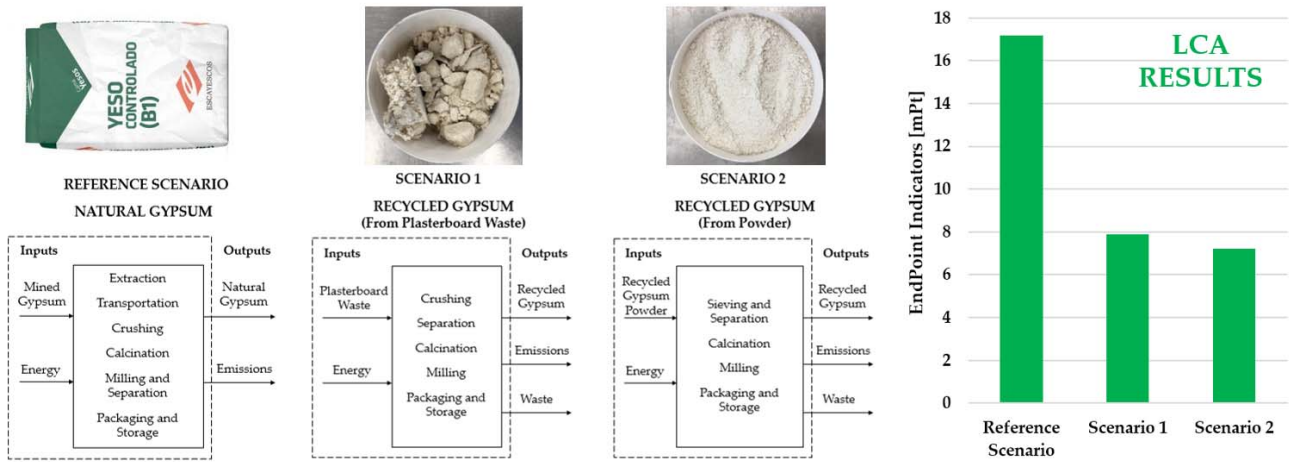 Línea
Yesos
YESO
CONTROLADO
(B1)
ESCAYESCOS
REFERENCE SCENARIO
NATURAL GYPSUM
Inputs
Outputs
Mined
Gypsum
Energy
Extraction
Transportation
Crushing
Calcination
Milling and
Separation
Packaging and
Storage
Natural
Gypsum
Emissions
SCENARIO 1
RECYCLED GYPSUM
(From Plasterboard Waste)
Inputs
Outputs
Plasterboard
Waste
Energy
Crushing
Separation
Calcination
Milling
Packaging and
Storage
Recycled
Gypsum
Emissions
Waste
SCENARIO 2
RECYCLED GYPSUM
(From Powder)
Inputs
Outputs
Recycled
Gypsum
Powder
Energy
Sieving and
Separation
Calcination
Milling
Packaging and
Storage
Recycled
Gypsum
Emissions
Waste
LCA
RESULTS
EndPoint Indicators [mPt]
18
16
14
12
10
8
6
4
2
0
Reference
Scenario
Scenario 1
Scenario 2